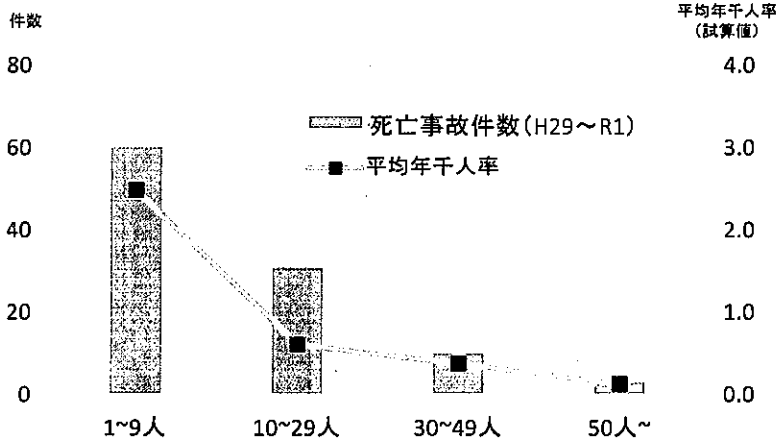 件数
平均年千人率
(試算値)
80
4.0
死亡事故件数(H29~R1)
平均年千人率
60
3.0
40
2.0
20
1.0
0
0.0
1~9人
10~29人
30~49人
50人~